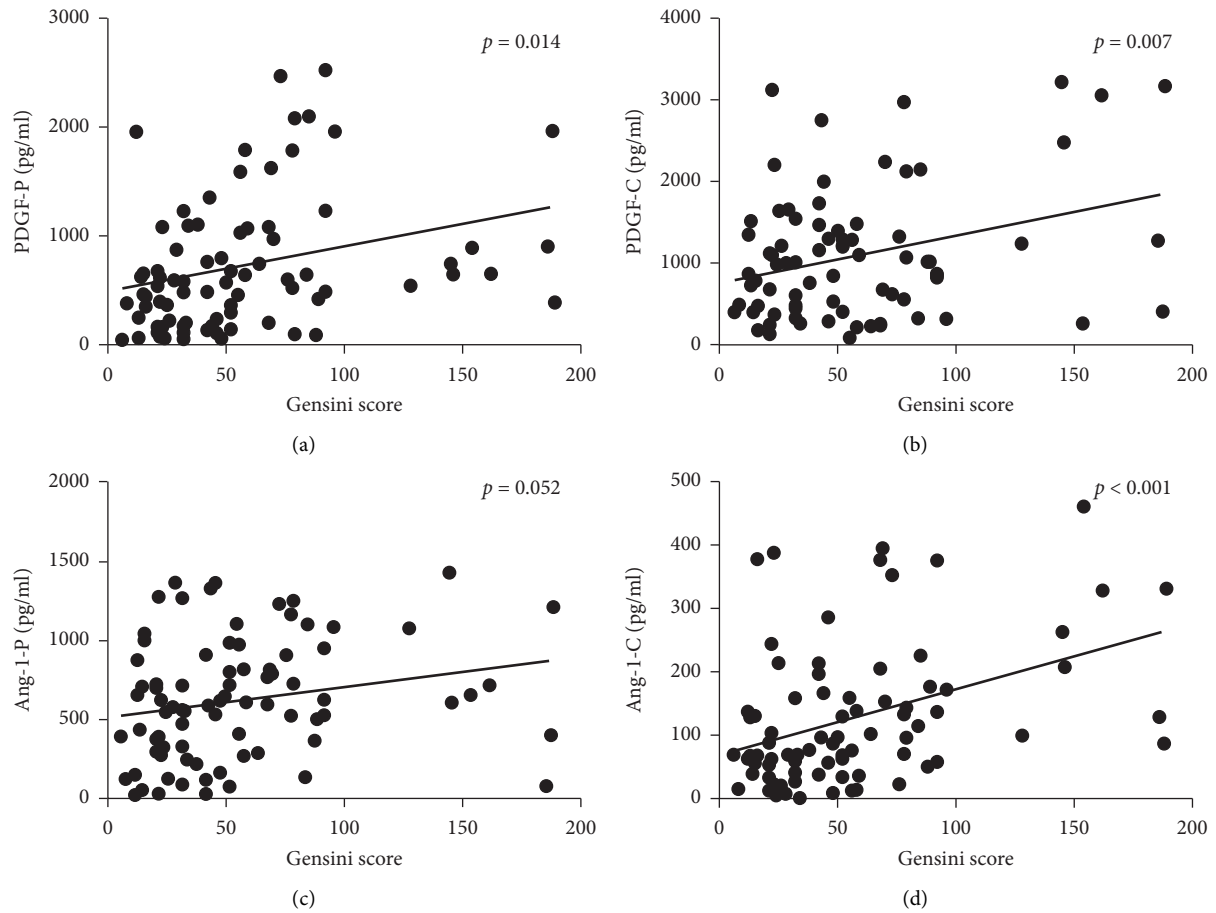 3000
2000
1000
0
PDGF-P (pg/ml)
p = 0.014
0 50 100 150 200
Gensini score
(a)
4000
3000
2000
1000
0
PDGF-C (pg/ml)
p = 0.007
0 50 100 150 200
Gensini score
(b)
2000
1500
1000
500
0
Ang-1-P (pg/ml)
p = 0.052
0 50 100 150 200
Gensini score
(c)
500
400
300
200
100
0
Ang-1-C (pg/ml)
p < 0.001
0 50 100 150 200
Gensini score
(d)